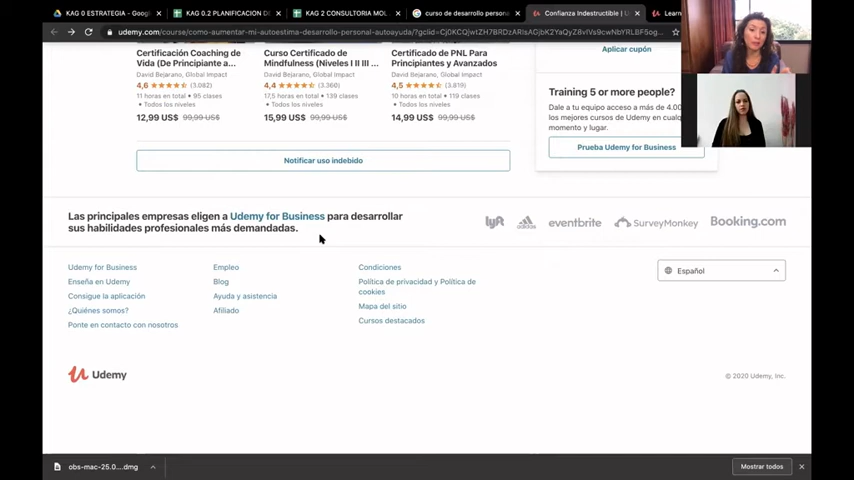 KAG 0 ESTRATEGIA - Googl
KAG 0.2 PLANIFICACION DE
KAG 2 CONSULTORIA MOL
curso de desarrollo persona
Confianza Indestructible | U
Learn
udemy.com/course/como-aumentar-mi-autoestima-desarrollo-personal-autoayuda/?gclid=
Certificación Coaching de
Vida (De Principiante a...
David Bejarano, Global Impact
4,6 (3.082)
11 horas en total • 95 clases
• Todos los niveles
12,99 US$ 99,99 US$
Curso Certificado de
Mindfulness (Niveles I II III ...
David Bejarano, Global Impact
4,4 (3.360)
17,5 horas en total • 139 clases
• Todos los niveles
15,99 US$ 99,99 US$
Certificado de PNL Para
Principiantes y Avanzados
David Bejarano, Global Impact
4,5 (3.819)
10 horas en total • 119 clases
• Todos los niveles
14,99 US$ 99,99 US$
Aplicar cupón
Training 5 or more people?
Dale a tu equipo acceso a más de 4.00
los mejores cursos de Udemy en cualq
momento y lugar.
Prueba Udemy for Business
Notificar uso indebido
Las principales empresas eligen a Udemy for Business para desarrollar
sus habilidades profesionales más demandadas.
lyft
adidas
eventbrite
SurveyMonkey
Booking.com
Udemy for Business
Enseña en Udemy
Consigue la aplicación
¿Quiénes somos?
Ponte en contacto con nosotros
Empleo
Blog
Ayuda y asistencia
Afiliado
Condiciones
Política de privacidad y Política de
cookies
Mapa del sitio
Cursos destacados
Español
Udemy
© 2020 Udemy, Inc.
obs-mac-25.0....dmg
Mostrar todos